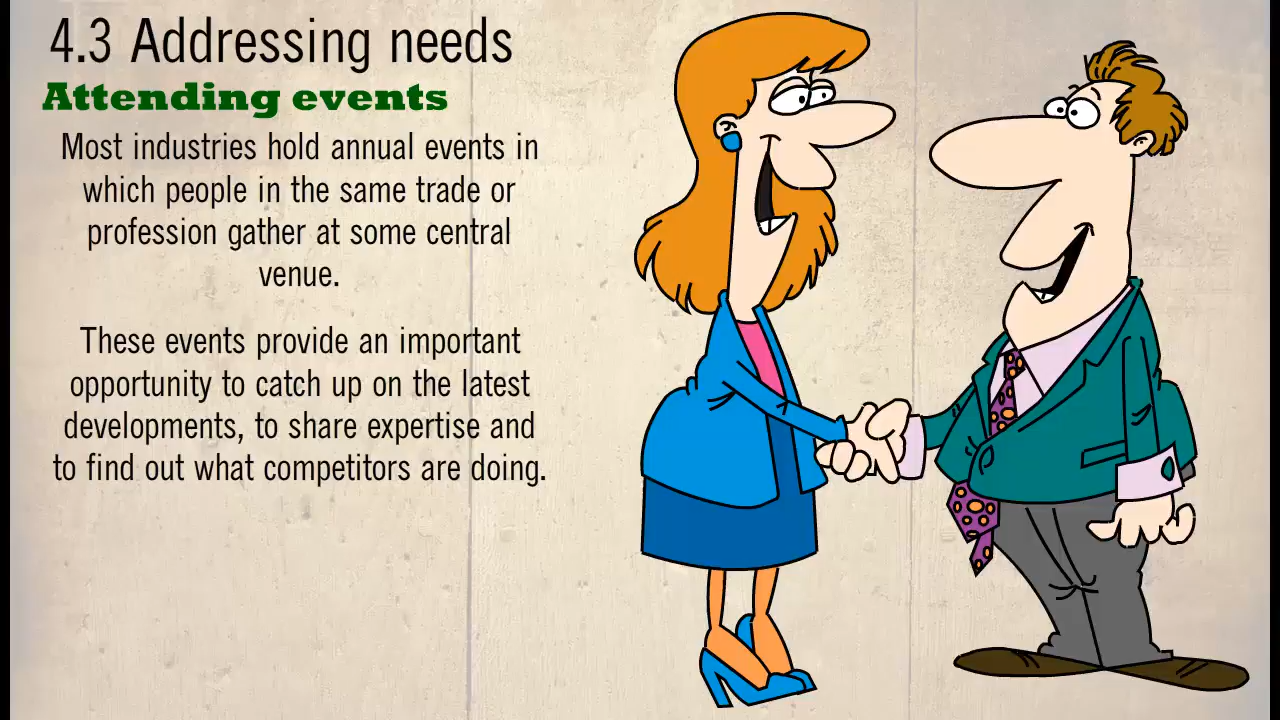 4.3 Addressing needs
Attending events
Most industries hold annual events in
which people in the same trade or
profession gather at some central
venue.
These events provide an important
opportunity to catch up on the latest
developments, to share expertise and
to find out what competitors are doing.